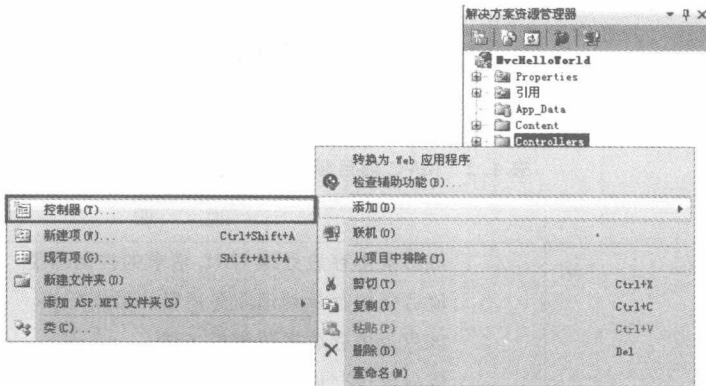 解决方案资源管理器
MvcHelloWorld
Properties
引用
App_Data
Content
Controllers
转换为 Web 应用程序
检查辅助功能(B)...
添加(D)
联机(O)
从项目中排除(J)
剪切(T) Ctrl+X
复制(Y) Ctrl+C
粘贴(P) Ctrl+V
删除(D) Del
重命名(M)
控制器(T)...
新建项(W)... Ctrl+Shift+A
现有项(G)... Shift+Alt+A
新建文件夹(D)
添加 ASP.NET 文件夹(S)
类(C)...